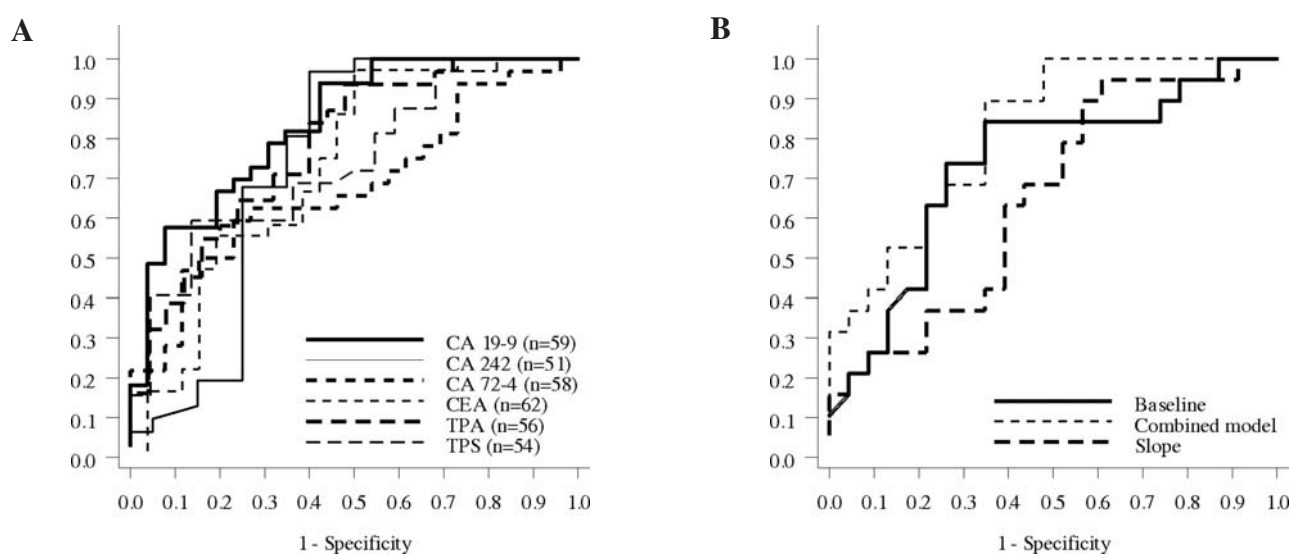 A
1.0
0.9
0.8
0.7
0.6
0.5
0.4
0.3
0.2
0.1
0.0
CA 19-9 (n=59)
CA 242 (n=51)
CA 72-4 (n=58)
CEA (n=62)
TPA (n=56)
TPS (n=54)
0.0 0.1 0.2 0.3 0.4 0.5 0.6 0.7 0.8 0.9 1.0
1 - Specificity
B
1.0
0.9
0.8
0.7
0.6
0.5
0.4
0.3
0.2
0.1
0.0
Baseline
Combined model
Slope
0.0 0.1 0.2 0.3 0.4 0.5 0.6 0.7 0.8 0.9 1.0
1 - Specificity